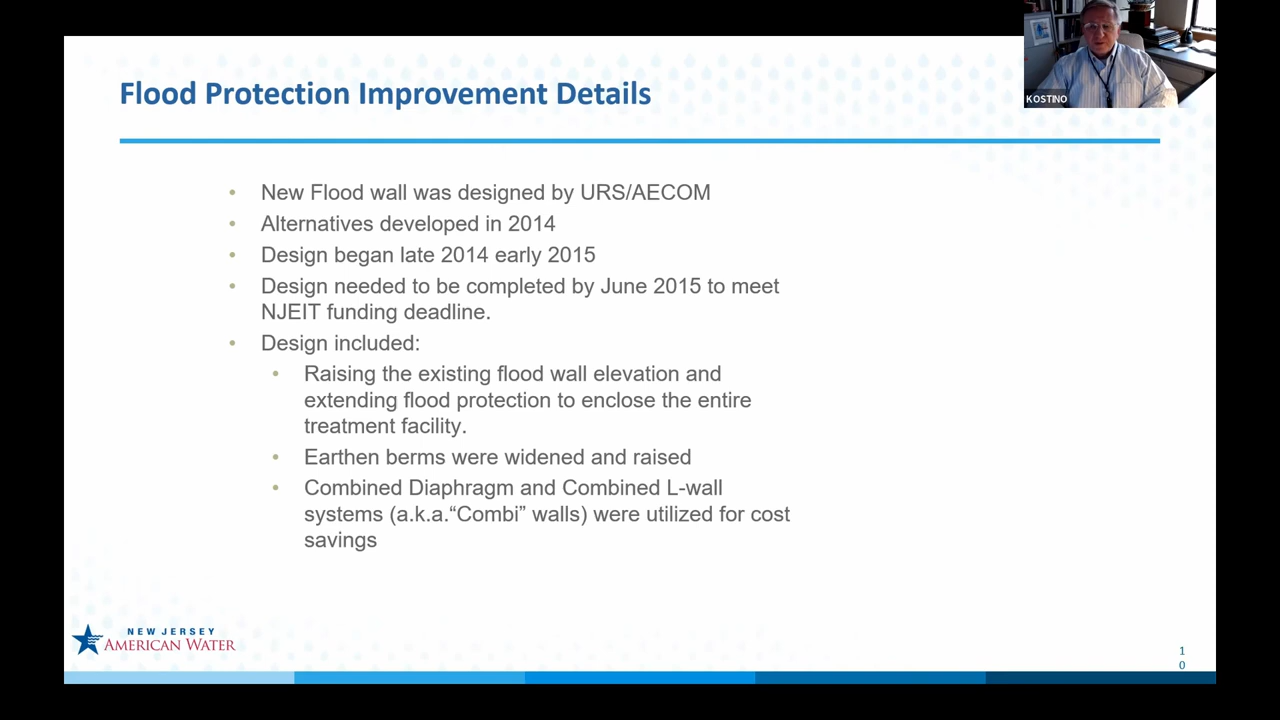 KOSTINO
Flood Protection Improvement Details
• New Flood wall was designed by URS/AECOM
• Alternatives developed in 2014
• Design began late 2014 early 2015
• Design needed to be completed by June 2015 to meet
NJEIT funding deadline.
• Design included:
• Raising the existing flood wall elevation and
extending flood protection to enclose the entire
treatment facility.
• Earthen berms were widened and raised
• Combined Diaphragm and Combined L-wall
systems (a.k.a.“Combi” walls) were utilized for cost
savings
NEW JERSEY
AMERICAN WATER
1
0